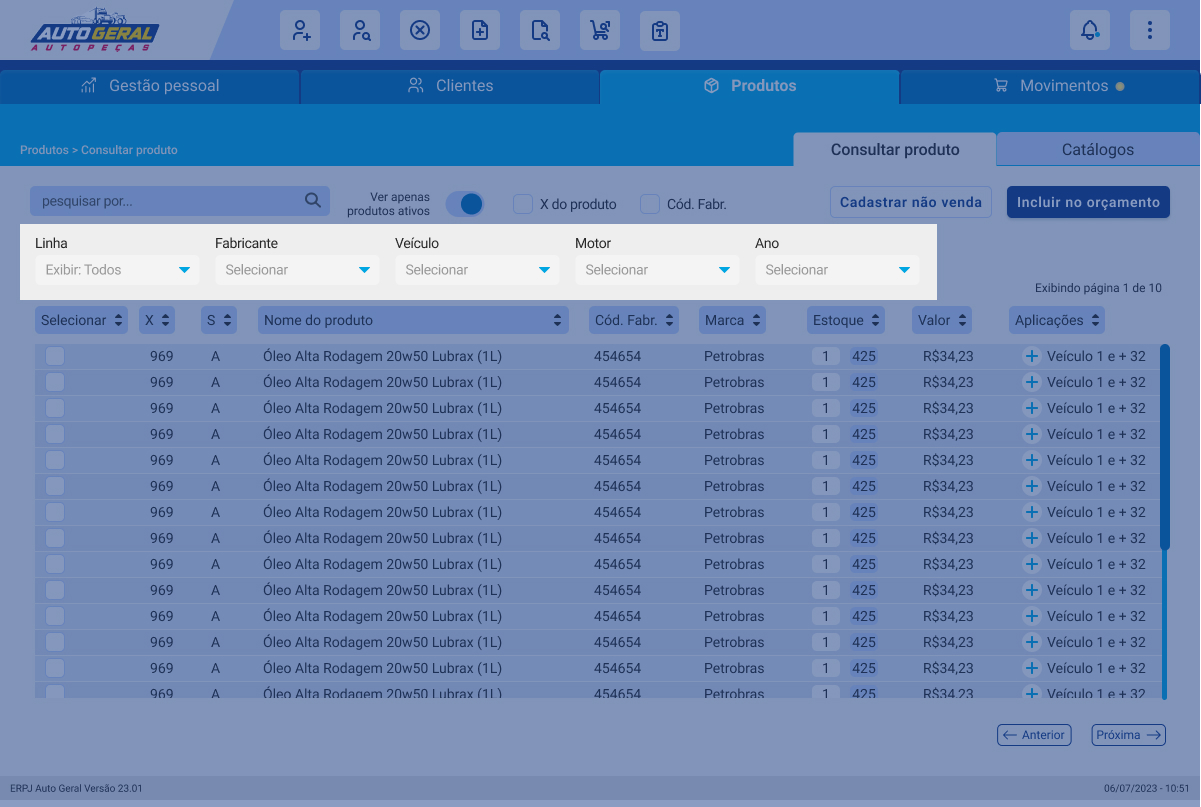 AUTO GERAL
AUTOPEÇAS
Gestão pessoal
Clientes
Produtos
Movimentos
Produtos > Consultar produto
Consultar produto
Catálogos
pesquisar por...
Ver apenas
produtos ativos
X do produto
Cód. Fabr.
Cadastrar não venda
Incluir no orçamento
Linha
Fabricante
Veículo
Motor
Ano
Exibir: Todos
Selecionar
Selecionar
Selecionar
Selecionar
Exibindo página 1 de 10
Selecionar X S Nome do produto Cód. Fabr. Marca Estoque Valor Aplicações
969 A Óleo Alta Rodagem 20w50 Lubrax (1L) 454654 Petrobras 1 425 R$34,23 + Veículo 1 e + 32
969 A Óleo Alta Rodagem 20w50 Lubrax (1L) 454654 Petrobras 1 425 R$34,23 + Veículo 1 e + 32
969 A Óleo Alta Rodagem 20w50 Lubrax (1L) 454654 Petrobras 1 425 R$34,23 + Veículo 1 e + 32
969 A Óleo Alta Rodagem 20w50 Lubrax (1L) 454654 Petrobras 1 425 R$34,23 + Veículo 1 e + 32
969 A Óleo Alta Rodagem 20w50 Lubrax (1L) 454654 Petrobras 1 425 R$34,23 + Veículo 1 e + 32
969 A Óleo Alta Rodagem 20w50 Lubrax (1L) 454654 Petrobras 1 425 R$34,23 + Veículo 1 e + 32
969 A Óleo Alta Rodagem 20w50 Lubrax (1L) 454654 Petrobras 1 425 R$34,23 + Veículo 1 e + 32
969 A Óleo Alta Rodagem 20w50 Lubrax (1L) 454654 Petrobras 1 425 R$34,23 + Veículo 1 e + 32
969 A Óleo Alta Rodagem 20w50 Lubrax (1L) 454654 Petrobras 1 425 R$34,23 + Veículo 1 e + 32
969 A Óleo Alta Rodagem 20w50 Lubrax (1L) 454654 Petrobras 1 425 R$34,23 + Veículo 1 e + 32
969 A Óleo Alta Rodagem 20w50 Lubrax (1L) 454654 Petrobras 1 425 R$34,23 + Veículo 1 e + 32
969 A Óleo Alta Rodagem 20w50 Lubrax (1L) 454654 Petrobras 1 425 R$34,23 + Veículo 1 e + 32
969 A Óleo Alta Rodagem 20w50 Lubrax (1L) 454654 Petrobras 1 425 R$34,23 + Veículo 1 e + 32
969 A Óleo Alta Rodagem 20w50 Lubrax (1L) 454654 Petrobras 1 425 R$34,23 + Veículo 1 e + 32
Anterior
Próxima
ERPJ Auto Geral Versão 23.01
06/07/2023 - 10:51